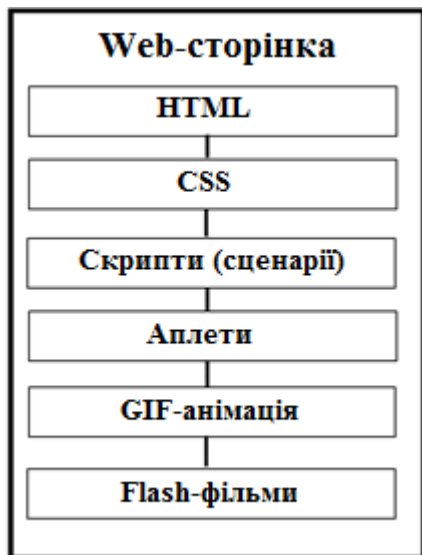 Web-сторінка
HTML
CSS
Скрипти (сценарії)
Аплети
GIF-анімація
Flash-фільми